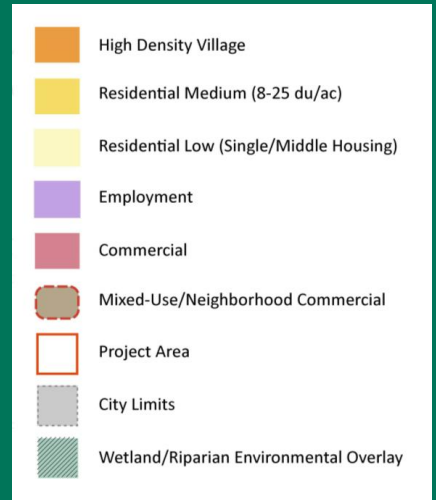 High Density Village
Residential Medium (8-25 du/ac)
Residential Low (Single/Middle Housing)
Employment
Commercial
Mixed-Use/Neighborhood Commercial
Project Area
City Limits
Wetland/Riparian Environmental Overlay